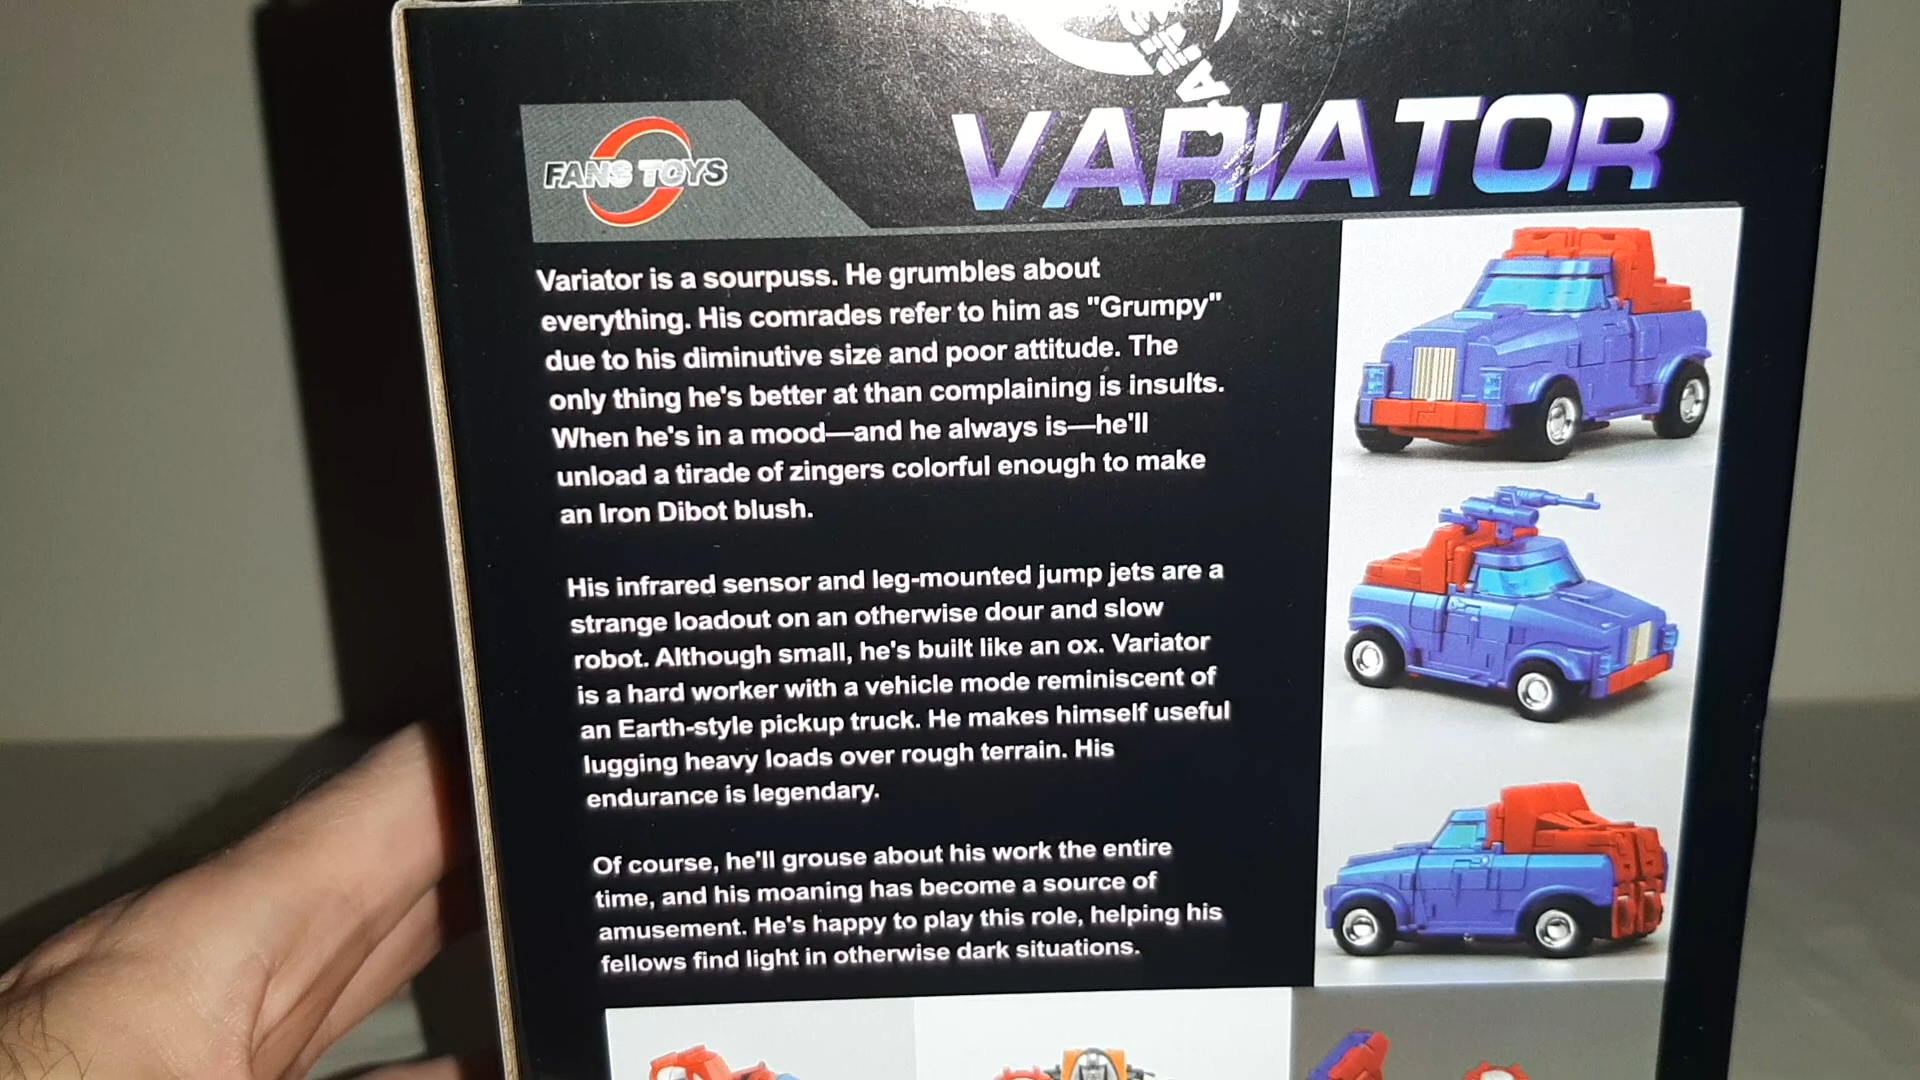 FANS TOYS
VARIATOR
Variator is a sourpuss. He grumbles about
everything. His comrades refer to him as "Grumpy"
due to his diminutive size and poor attitude. The
only thing he's better at than complaining is insults.
When he's in a mood—and he always is—he'll
unload a tirade of zingers colorful enough to make
an Iron Dibot blush.
His infrared sensor and leg-mounted jump jets are a
strange loadout on an otherwise dour and slow
robot. Although small, he's built like an ox. Variator
is a hard worker with a vehicle mode reminiscent of
an Earth-style pickup truck. He makes himself useful
lugging heavy loads over rough terrain. His
endurance is legendary.
Of course, he'll grouse about his work the entire
time, and his moaning has become a source of
amusement. He's happy to play this role, helping his
fellows find light in otherwise dark situations.